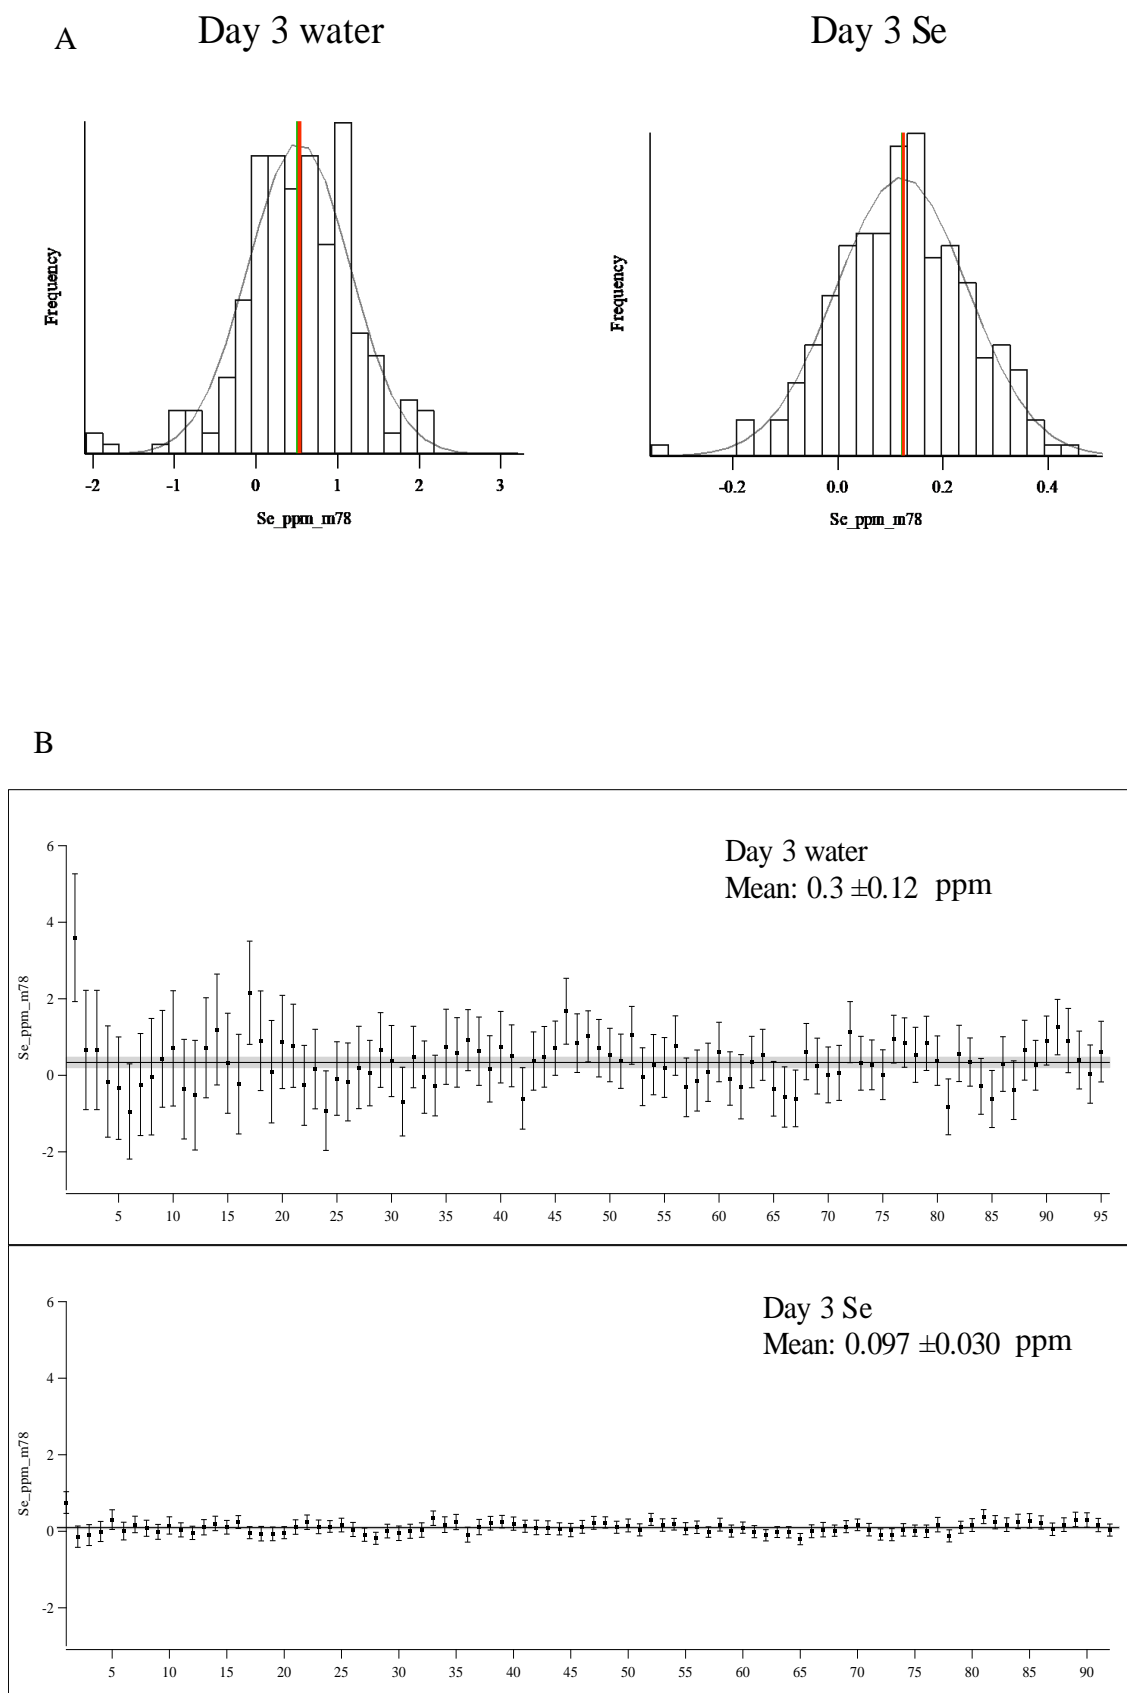 A
Day 3 water
Day 3 Se
Frequency
-2 -1 0 1 2 3
Se_ppm_m78
Frequency
-0.2 0.0 0.2 0.4
Se_ppm_m78
B
Day 3 water
Mean: 0.3 ±0.12 ppm
Se_ppm_m78
6
4
2
0
-2
5 10 15 20 25 30 35 40 45 50 55 60 65 70 75 80 85 90 95
Day 3 Se
Mean: 0.097 ±0.030 ppm
Se_ppm_m78
6
4
2
0
-2
5 10 15 20 25 30 35 40 45 50 55 60 65 70 75 80 85 90